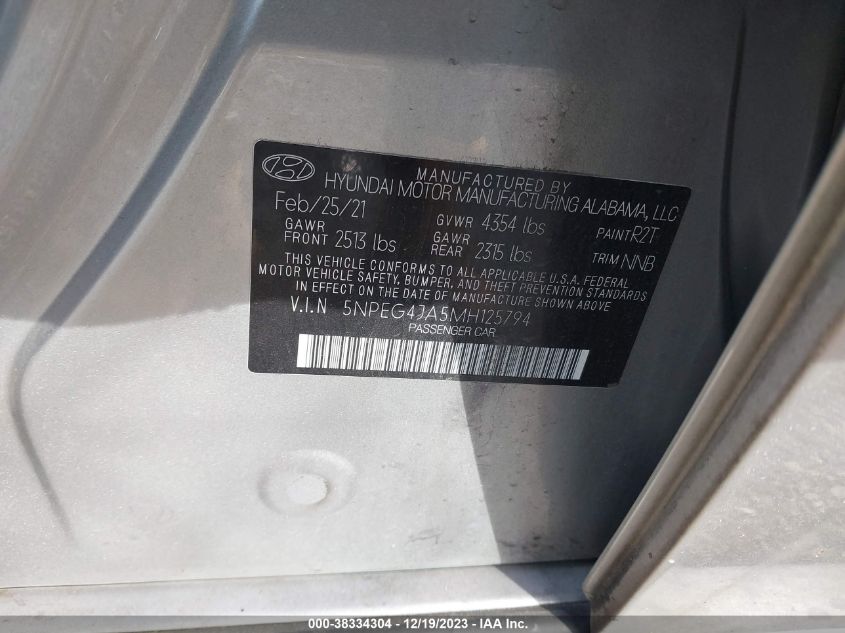 MANUFACTURED BY
HYUNDAI MOTOR MANUFACTURING ALABAMA, LLC
Feb/25/21 GVWR 4354 lbs PAINT R2T
GAWR FRONT 2513 lbs GAWR REAR 2315 lbs TRIM NNB
THIS VEHICLE CONFORMS TO ALL APPLICABLE U.S.A. FEDERAL
MOTOR VEHICLE SAFETY, BUMPER, AND THEFT PREVENTION STANDARDS
IN EFFECT ON THE DATE OF MANUFACTURE SHOWN ABOVE
V.I.N 5NPEG4JA5MH125794
PASSENGER CAR
000-38334304 - 12/19/2023 - IAA Inc.